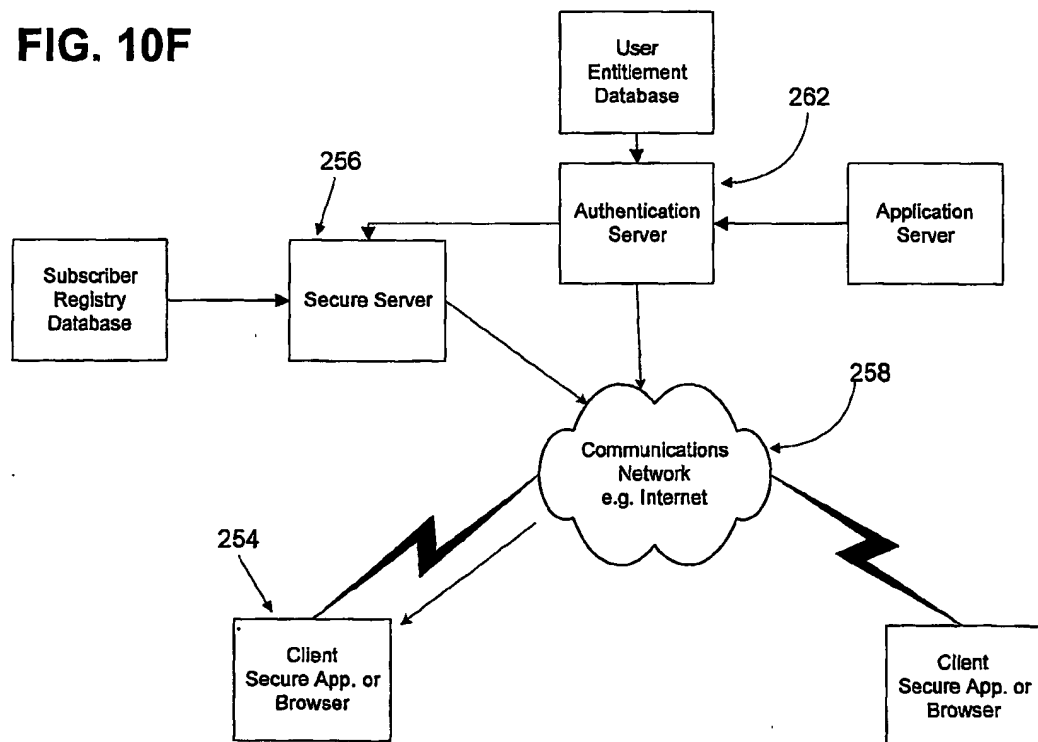 FIG. 10F
User
Entitlement
Database
262
256
Authentication
Server
Application
Server
Subscriber
Registry
Database
Secure Server
258
Communications
Network
e.g. Internet
254
Client
Secure App. or
Browser
Client
Secure App. or
Browser